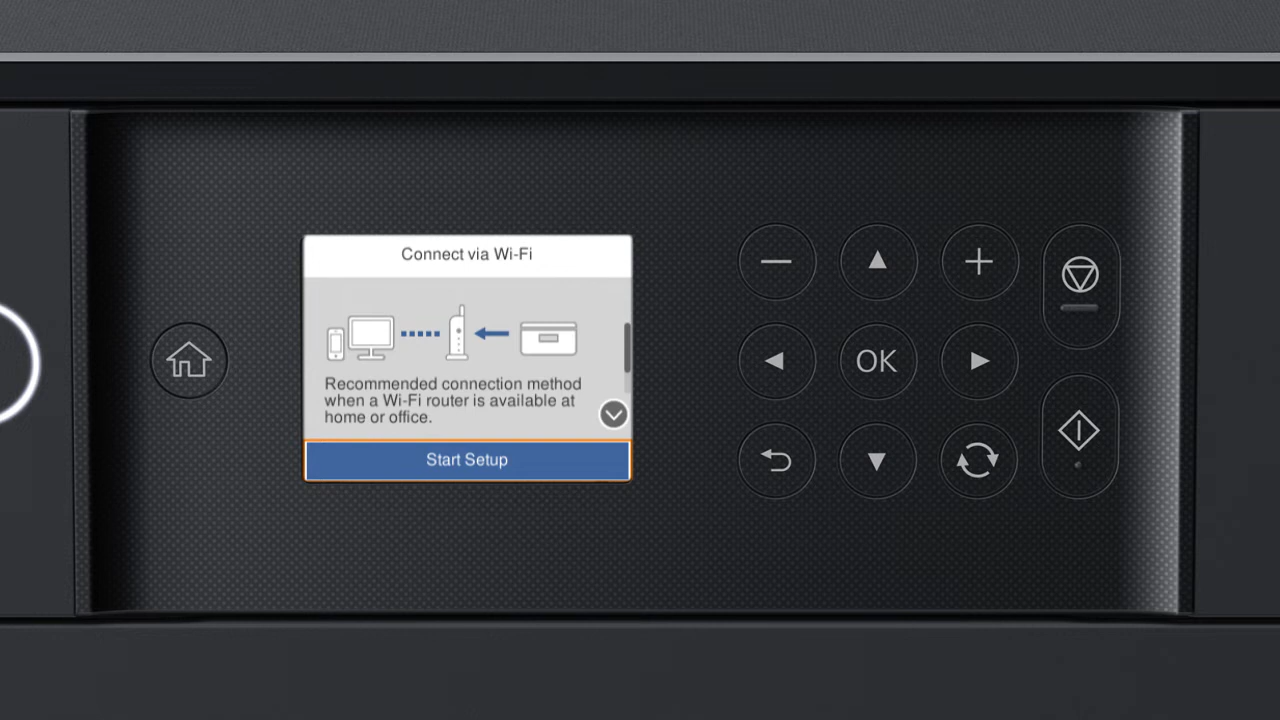 Connect via Wi-Fi
Recommended connection method
when a Wi-Fi router is available at
home or office.
Start Setup
OK